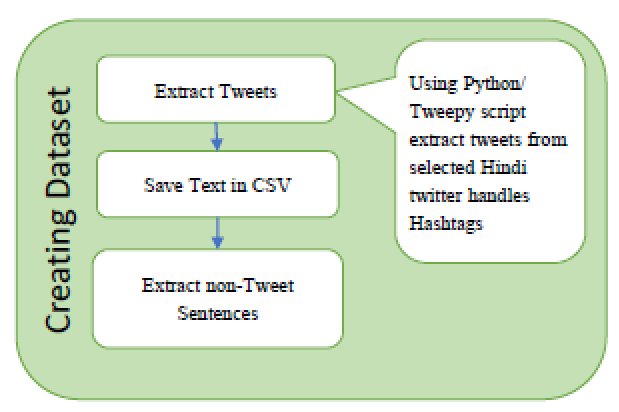 Creating Dataset
Extract Tweets
Using Python/
Tweepy script
extract tweets from
selected Hindi
twitter handles
Hashtags
Save Text in CSV
Extract non-Tweet
Sentences